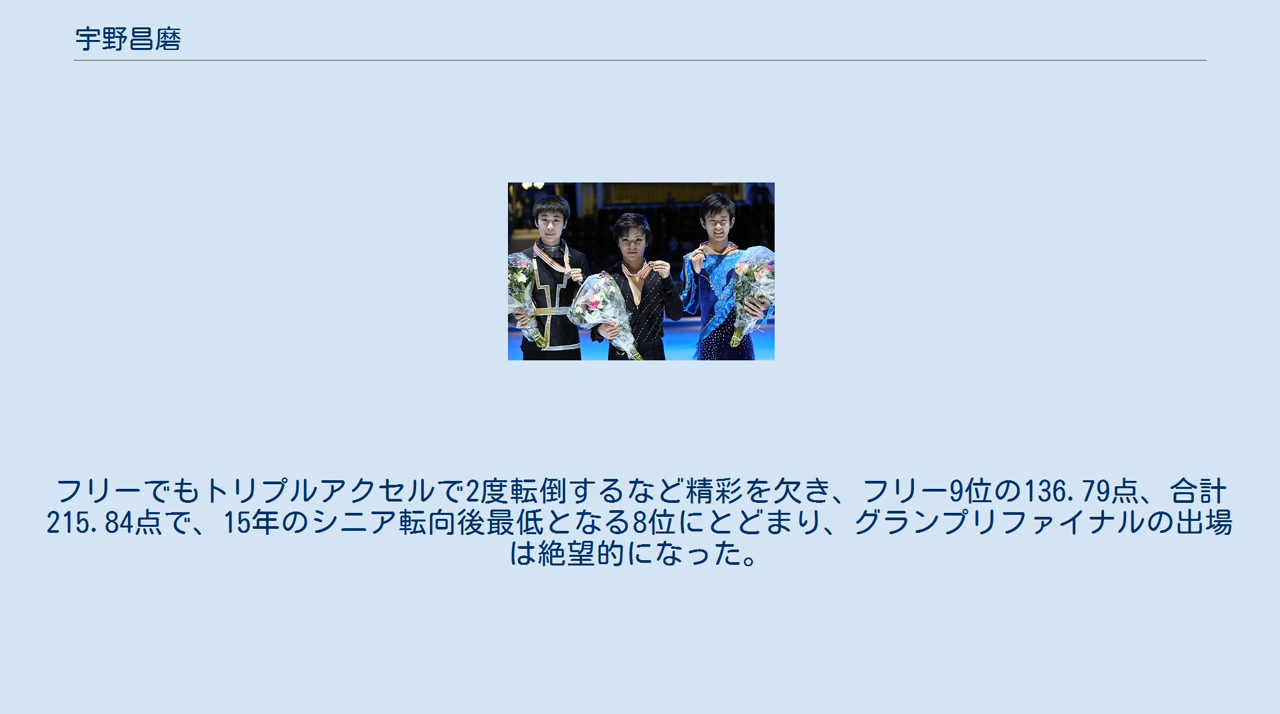 宇野昌磨
フリーでもトリプルアクセルで2度転倒するなど精彩を欠き、フリー9位の136.79点、合計
215.84点で、15年のシニア転向後最低となる8位にとどまり、グランプリファイナルの出場
は絶望的になった。